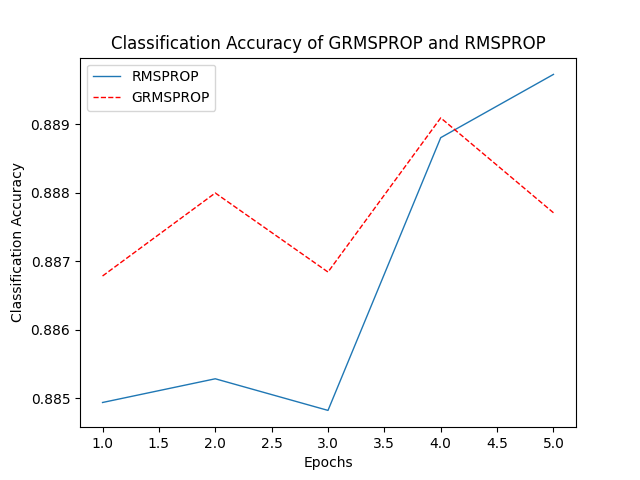 Classification Accuracy of GRMSPROP and RMSPROP
RMSPROP
GRMSPROP
Classification Accuracy
0.889
0.888
0.887
0.886
0.885
1.0 1.5 2.0 2.5 3.0 3.5 4.0 4.5 5.0
Epochs